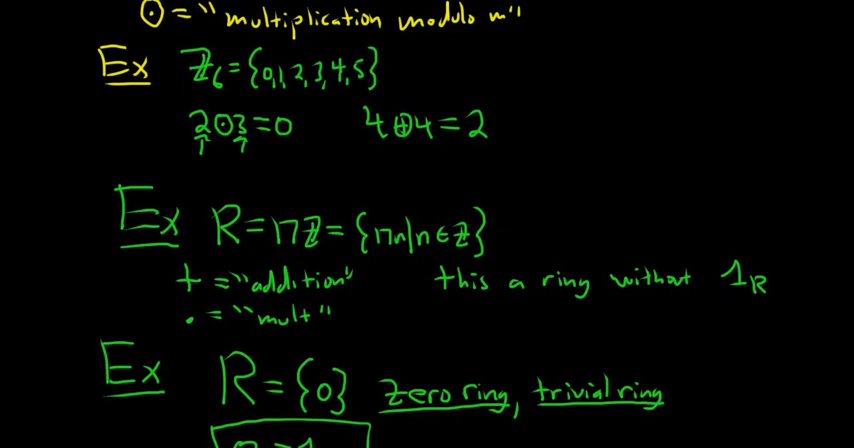 ⊙ = "multiplication modulo m"
Ex ℤ₆ = {0,1,2,3,4,5}
2⊙3=0 4⊕4=2
Ex R=17ℤ= {17n|n∈ℤ}
+ = "addition" this a ring without 1_R
· = "mult"
Ex R={0} zero ring, trivial ring